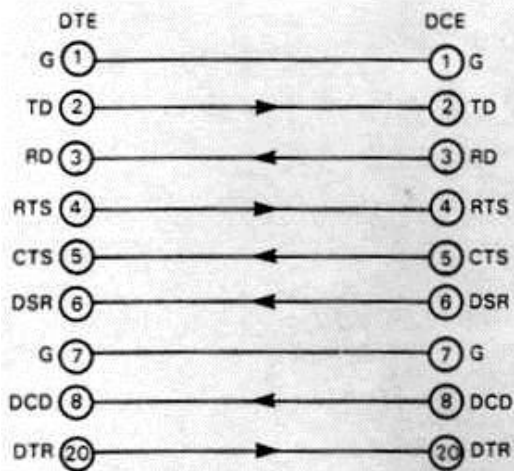 DTE DCE
G 1 1 G
TD 2 2 TD
RD 3 3 RD
RTS 4 4 RTS
CTS 5 5 CTS
DSR 6 6 DSR
G 7 7 G
DCD 8 8 DCD
DTR 20 20 DTR